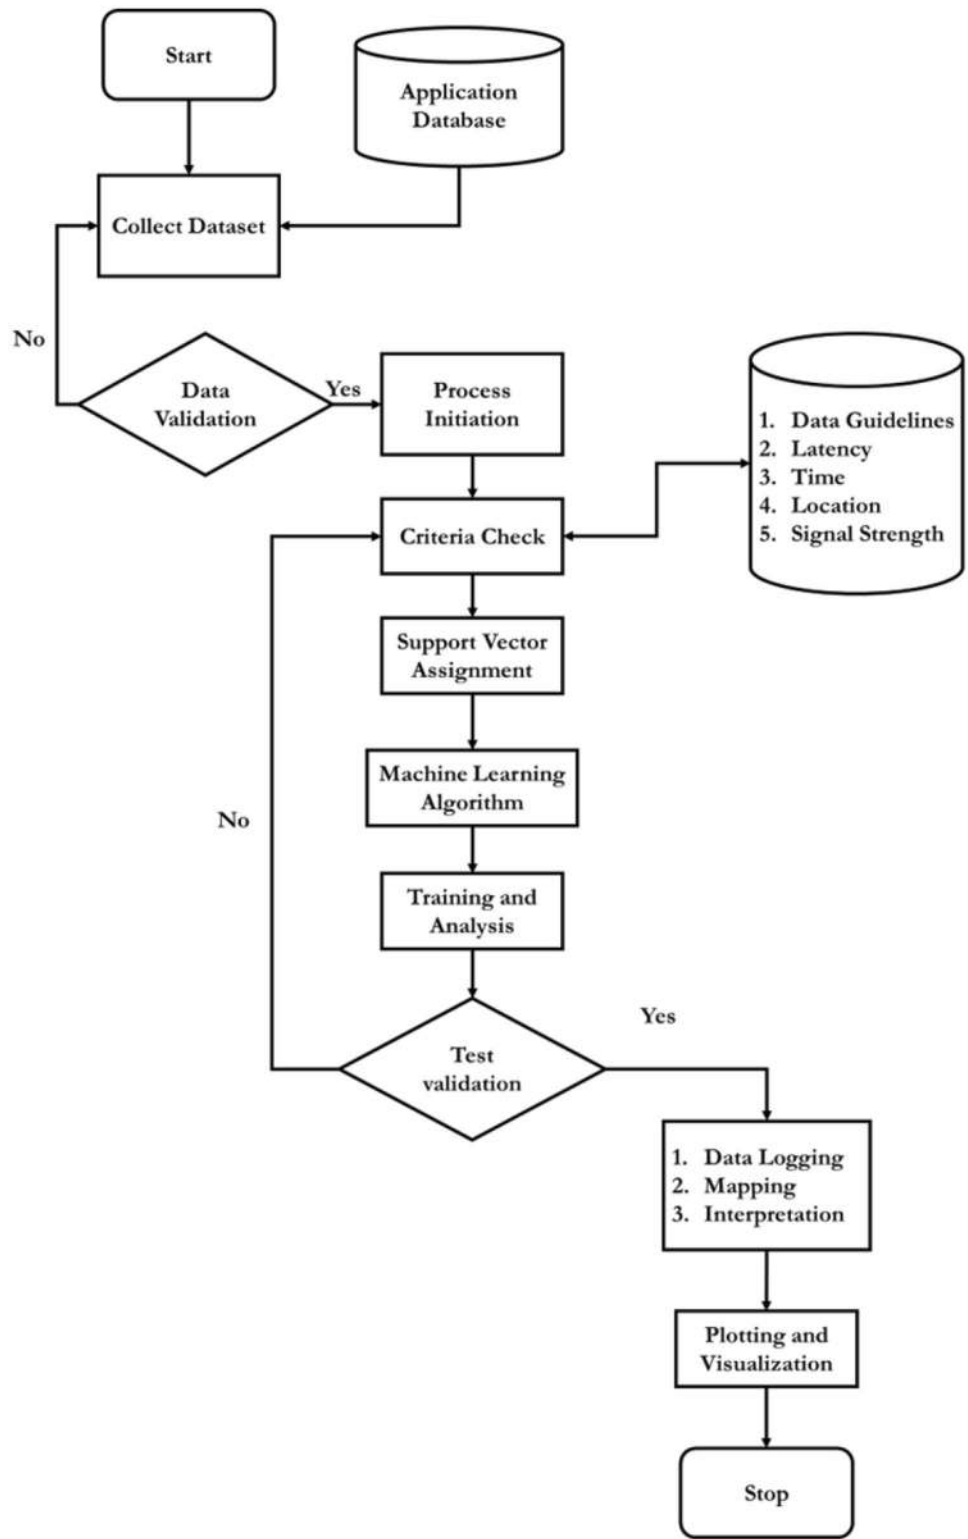 Start
Application
Database
Collect Dataset
No
Data
Validation
Yes
Process
Initiation
1. Data Guidelines
2. Latency
3. Time
4. Location
5. Signal Strength
Criteria Check
Support Vector
Assignment
Machine Learning
Algorithm
No
Training and
Analysis
Yes
Test
validation
1. Data Logging
2. Mapping
3. Interpretation
Plotting and
Visualization
Stop